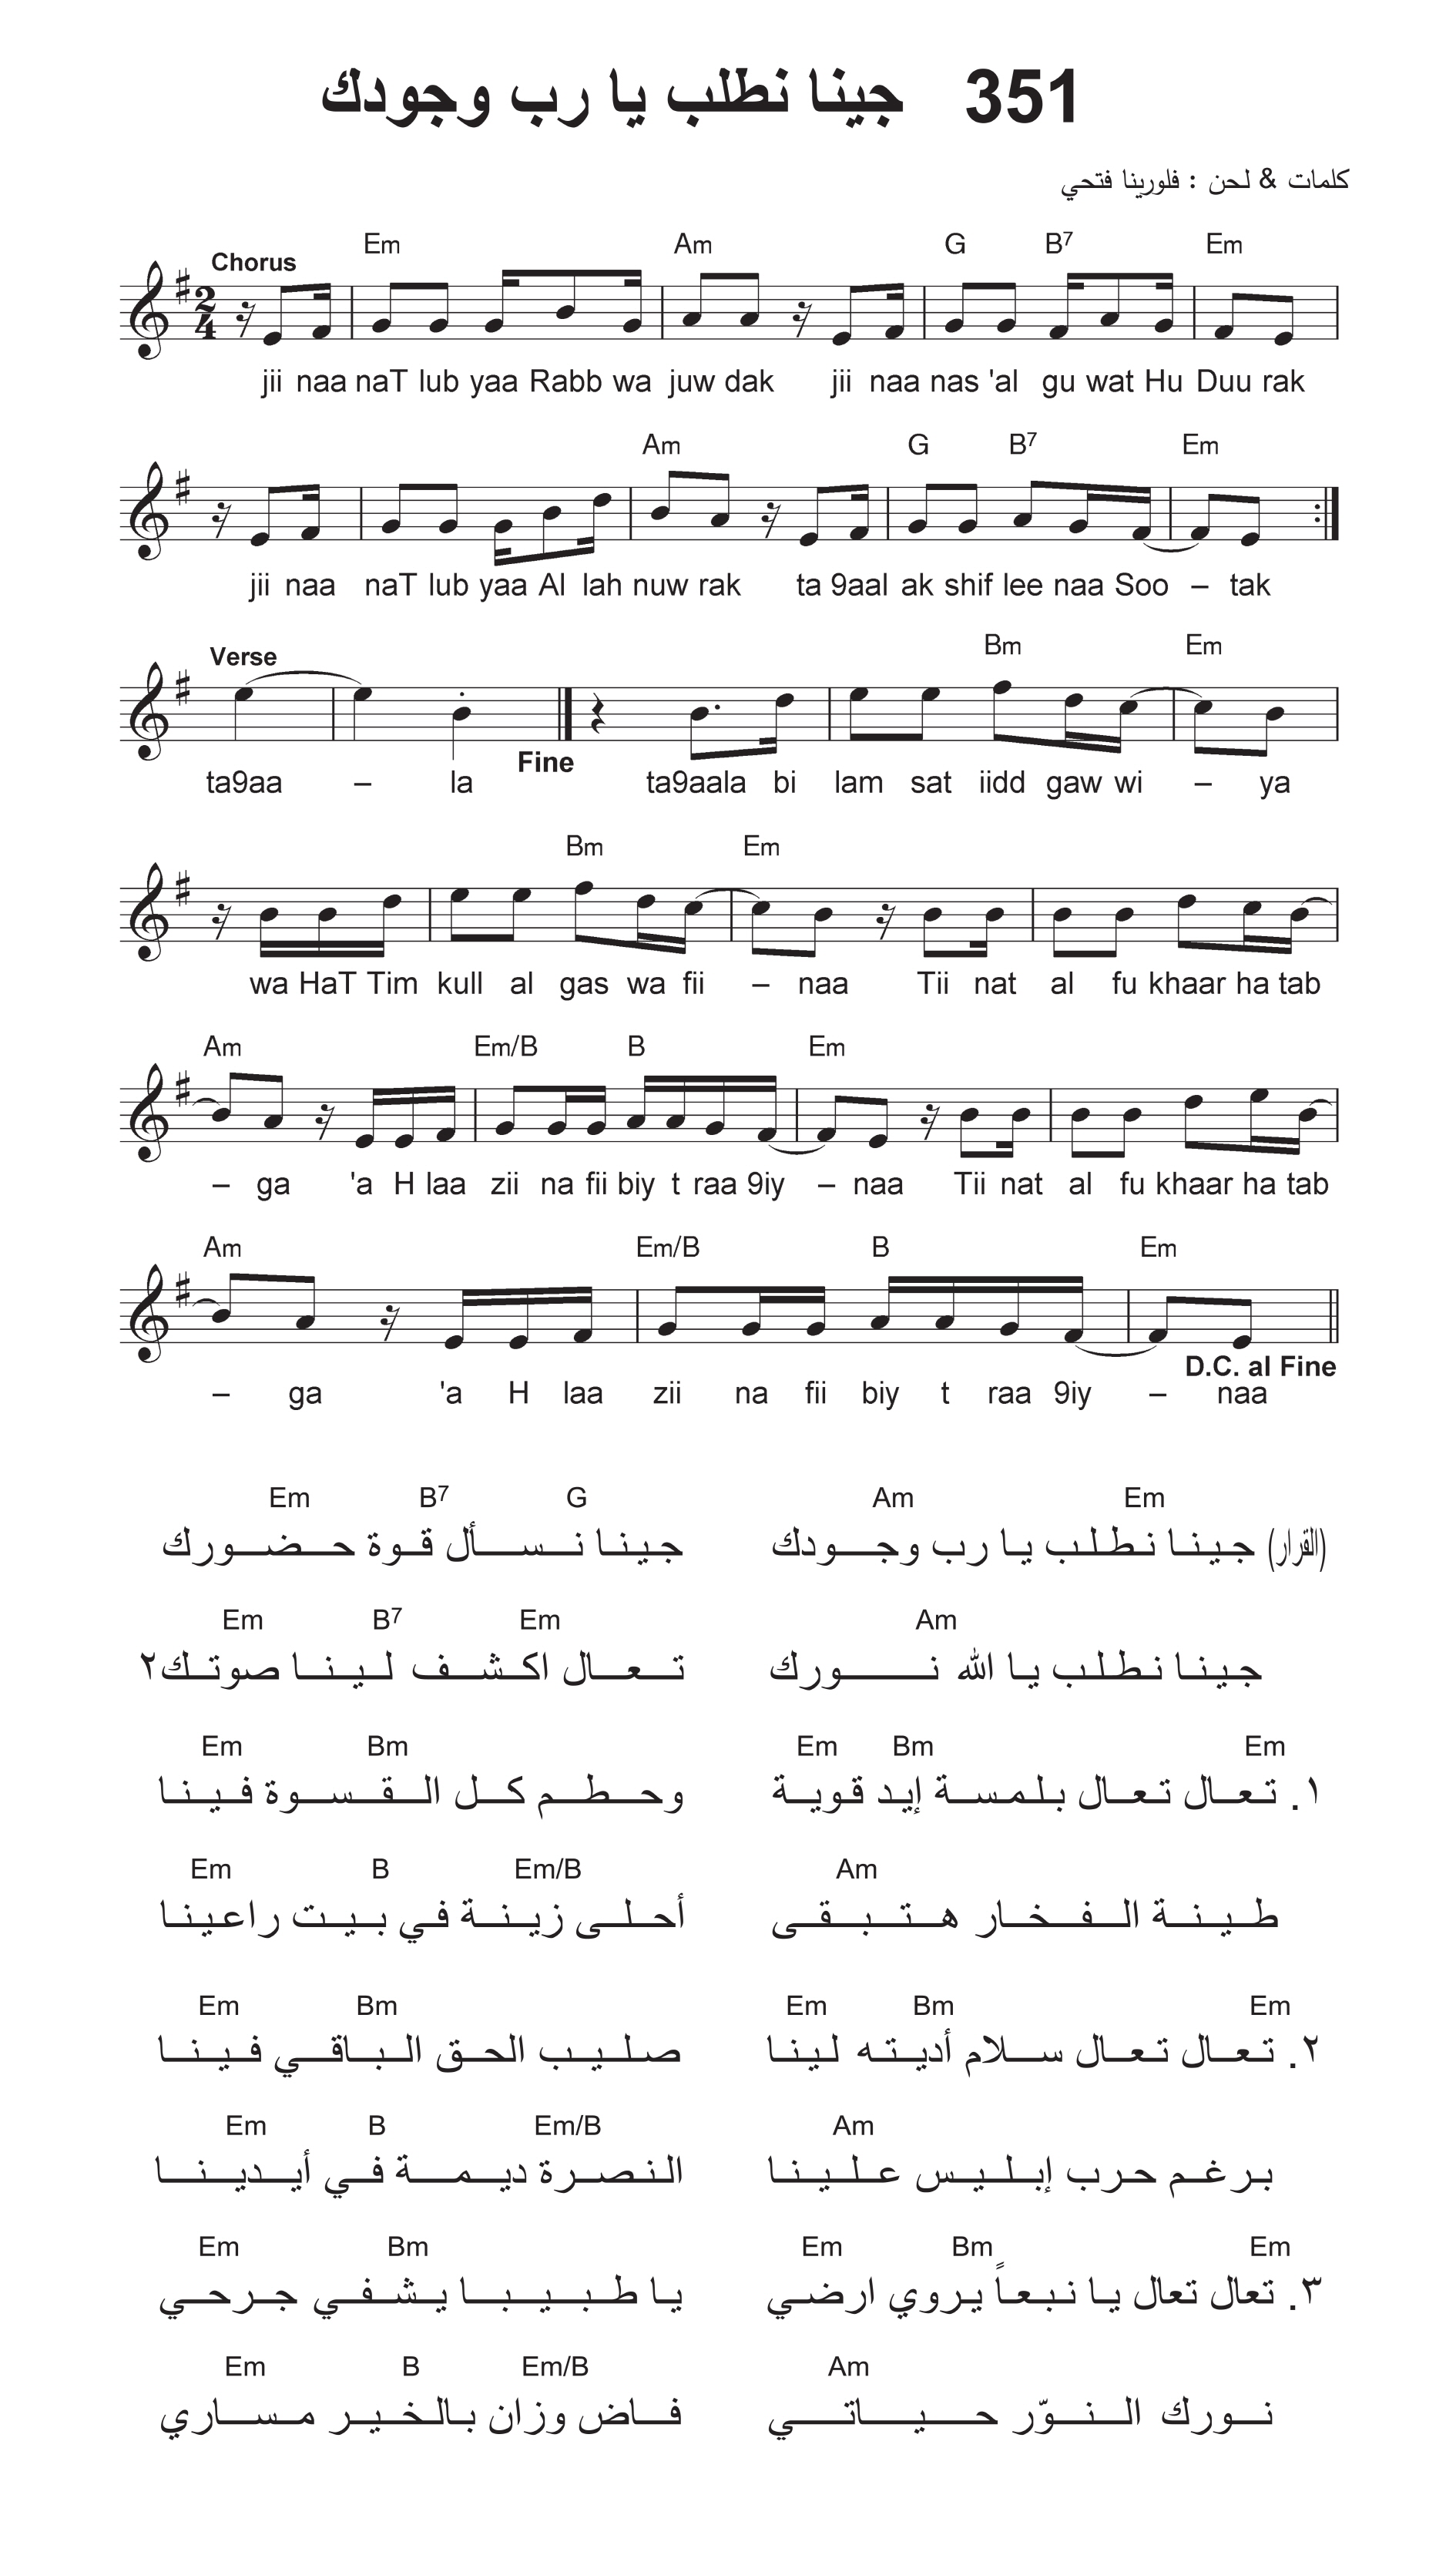 351 جينا نطلب يا رب وجودك
كلمات & لحن : فلورينا فتحي
Em Am G B7 Em
Chorus
2 4
jii naa naT lub yaa Rabb wa juw dak jii naa nas 'al gu wat Hu Duu rak
Am G B7 Em
jii naa naT lub yaa Al lah nuw rak ta 9aal ak shif lee naa Soo – tak
Verse Bm Em
Fine
ta9aa – la ta9aala bi lam sat iidd gaw wi – ya
Bm Em
wa HaT Tim kull al gas wa fii – naa Tii nat al fu khaar ha tab
Am Em/B B Em
– ga 'a H laa zii na fii biy t raa 9iy – naa Tii nat al fu khaar ha tab
Am Em/B B Em
D.C. al Fine
– ga 'a H laa zii na fii biy t raa 9iy – naa
Em B7 G Am Em
(القرار) جينا نطلب يا رب وجودك جينا نسأل قوة حضورك
Em B7 Em Am
جينا نطلب يا الله نورك تعال اكشف لينا صوتك٢
Em Bm Em Bm Em
١. تعال تعال بلمسة إيد قوية وحطم كل القسوة فينا
Em B Em/B Am
طينة الفخار هتبقى أحلى زينة في بيت راعينا
Em Bm Em Bm Em
٢. تعال تعال سلام أديته لينا صليب الحق الباقي فينا
Em B Em/B Am
برغم حرب إبليس علينا النصرة ديمة في أيدينا
Em Bm Em Bm Em
٣. تعال تعال يا نبعاً يروي ارضي يا طبيبا يشفي جرحي
Em B Em/B Am
نورك النوّر حياتي فاض وزان بالخير مساري